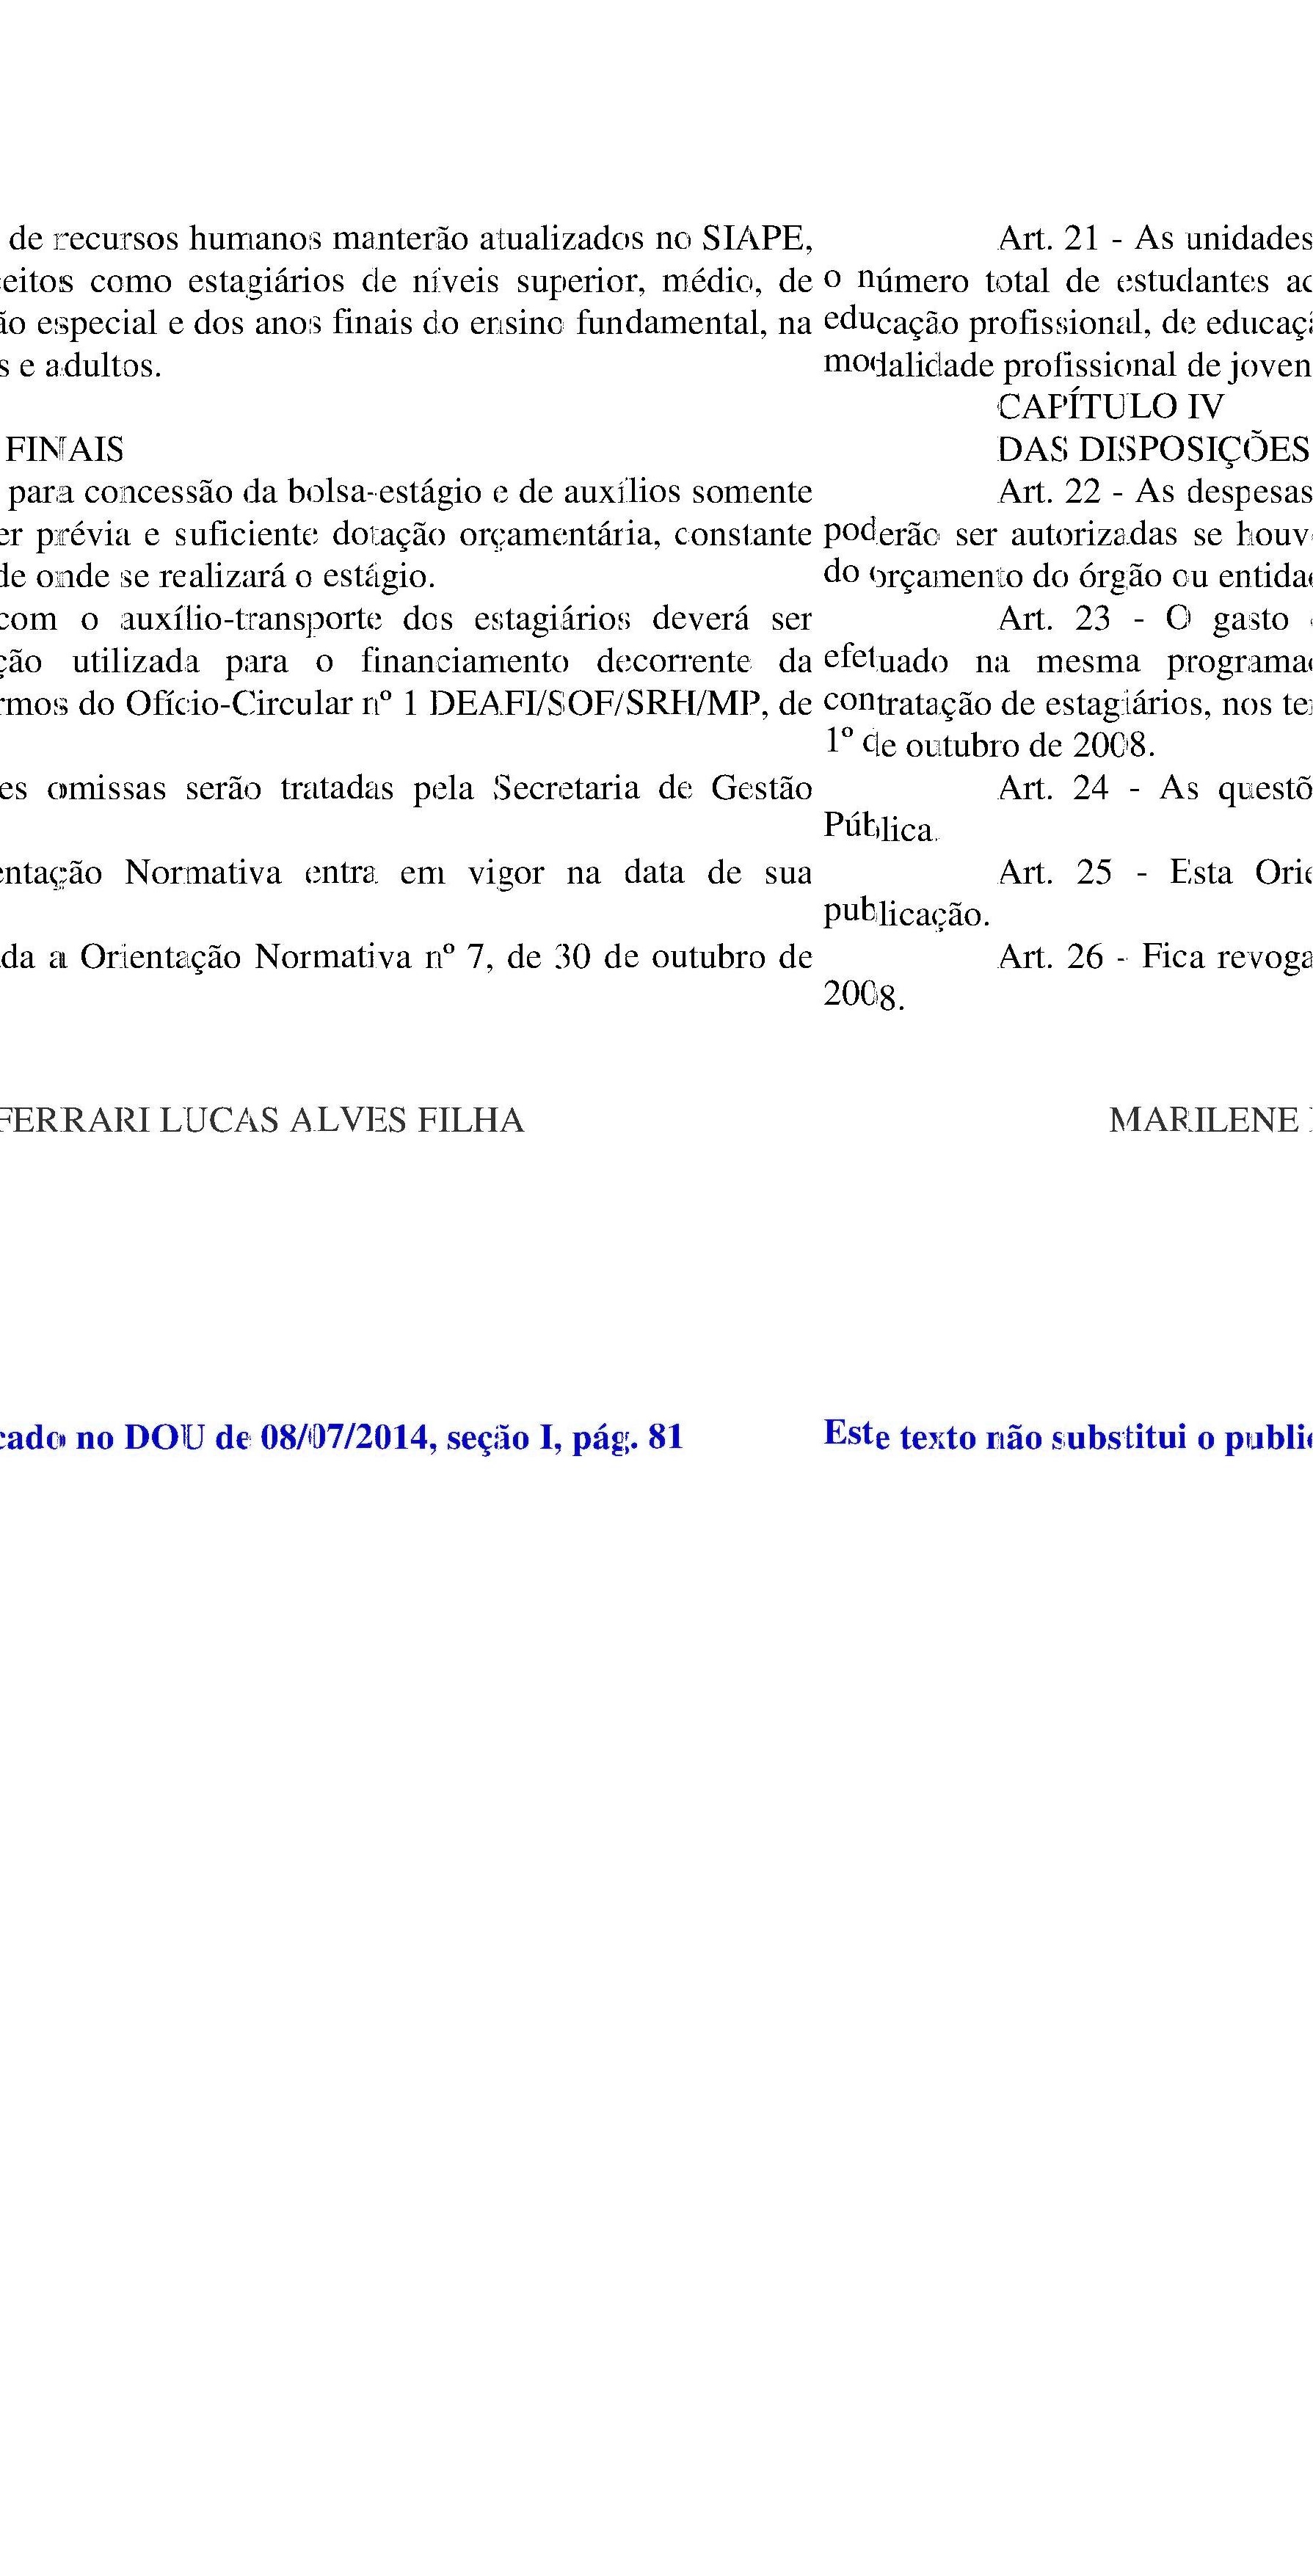 de recursos humanos manterão atualizados no SIAPE,
eitos como estagiários de níveis superior, médio, de
ão especial e dos anos finais do ensino fundamental, na
s e adultos.
FINAIS
para concessão da bolsa-estágio e de auxílios somente
er prévia e suficiente dotação orçamentária, constante
de onde se realizará o estágio.
com o auxílio-transporte dos estagiários deverá ser
ção utilizada para o financiamento decorrente da
rmos do Ofício-Circular nº 1 DEAFI/SOF/SRH/MP, de
es omissas serão tratadas pela Secretaria de Gestão
entação Normativa entra em vigor na data de sua
da a Orientação Normativa nº 7, de 30 de outubro de
FERRARI LUCAS ALVES FILHA
cado no DOU de 08/07/2014, seção I, pág. 81
Art. 21 - As unidades
o número total de estudantes ac
educação profissional, de educaç
modalidade profissional de joven
CAPÍTULO IV
DAS DISPOSIÇÕES
Art. 22 - As despesas
poderão ser autorizadas se houv
do orçamento do órgão ou entida
Art. 23 - O gasto
efetuado na mesma programa
contratação de estagiários, nos te
1º de outubro de 2008.
Art. 24 - As questõ
Pública.
Art. 25 - Esta Ori
publicação.
Art. 26 - Fica revoga
2008.
MARILENE
Este texto não substitui o publi